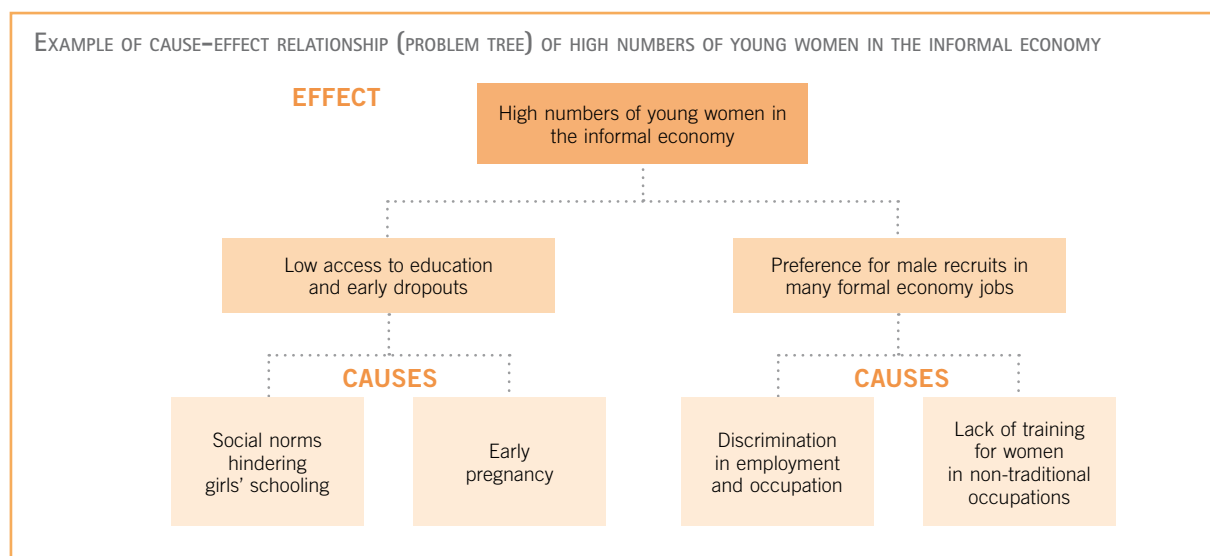 EXAMPLE OF CAUSE–EFFECT RELATIONSHIP (PROBLEM TREE) OF HIGH NUMBERS OF YOUNG WOMEN IN THE INFORMAL ECONOMY
EFFECT
High numbers of young women in
the informal economy
Low access to education
and early dropouts
Preference for male recruits in
many formal economy jobs
CAUSES
CAUSES
Social norms
hindering
girls’ schooling
Early
pregnancy
Discrimination
in employment
and occupation
Lack of training
for women
in non-traditional
occupations